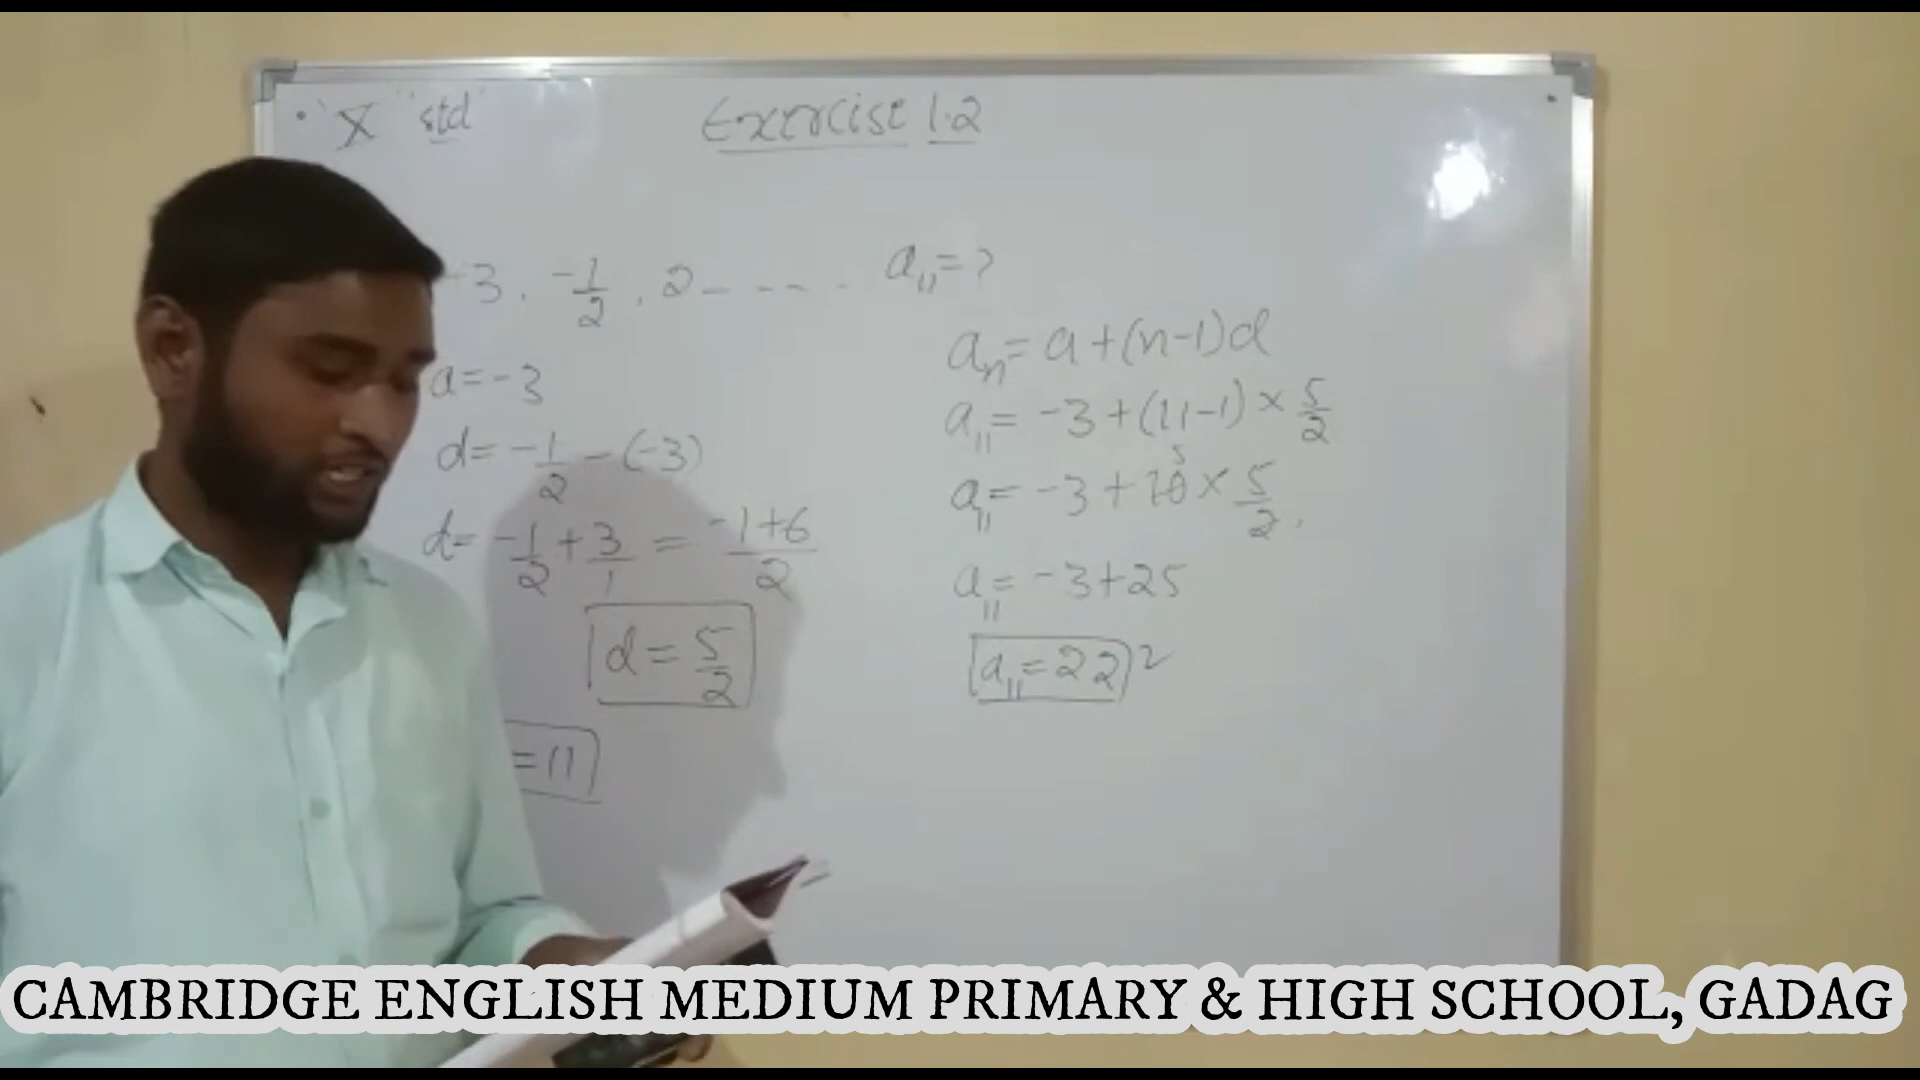 "X" std
Exercise 1.2
-3, -1/2, 2 - - - - . a₁₁ = ?
a = -3
d = -1/2 - (-3)
d = -1/2 + 3/1 = -1+6/2
d = 5/2
= 11
aₙ = a + (n-1)d
a₁₁ = -3 + (11-1) × 5/2
a₁₁ = -3 + 10 × 5/2
5
a₁₁ = -3 + 25
a₁₁ = 22
CAMBRIDGE ENGLISH MEDIUM PRIMARY & HIGH SCHOOL, GADAG